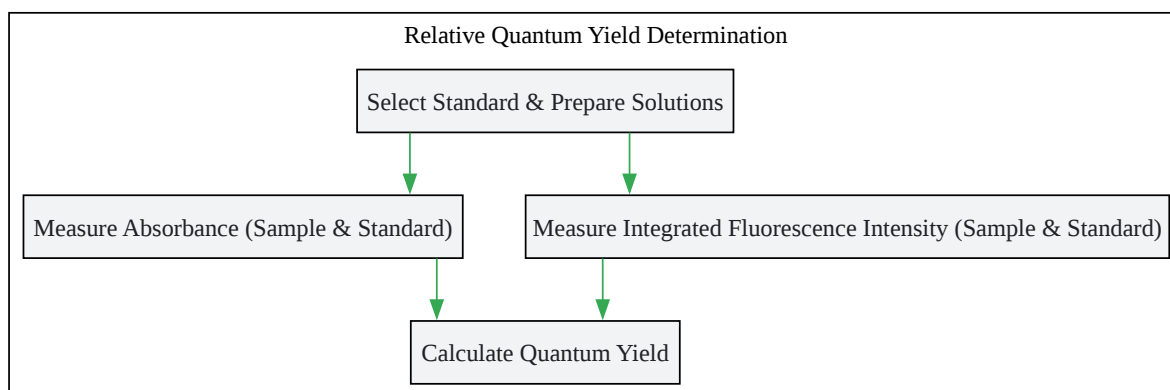 Relative Quantum Yield Determination
Select Standard & Prepare Solutions
Measure Absorbance (Sample & Standard)
Measure Integrated Fluorescence Intensity (Sample & Standard)
Calculate Quantum Yield